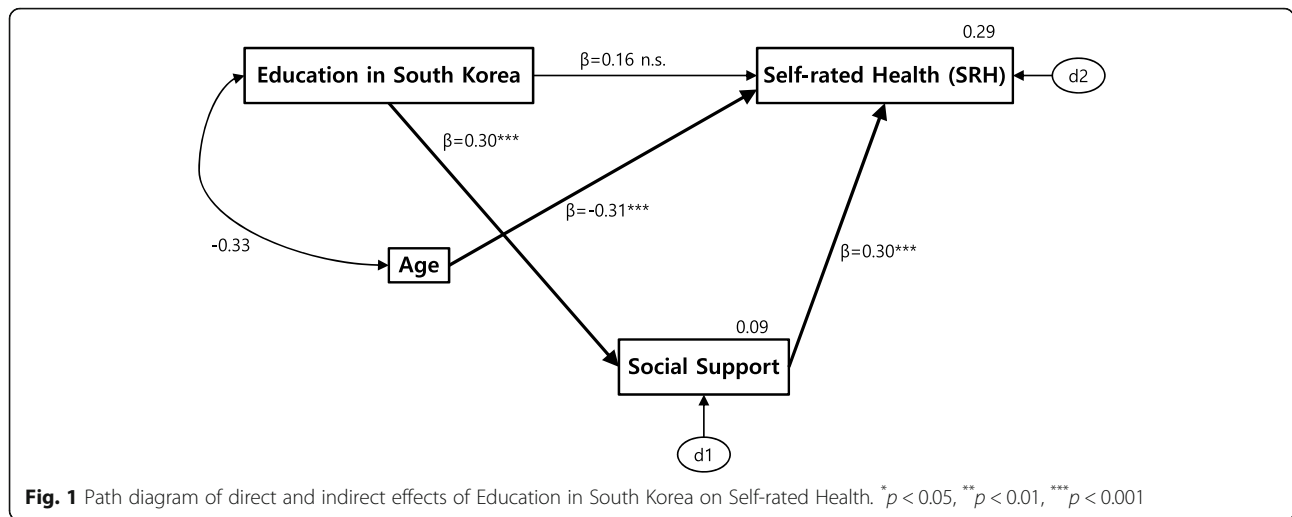 0.29
Education in South Korea
β=0.16 n.s.
Self-rated Health (SRH)
d2
β=0.30***
β=-0.31***
-0.33
Age
β=0.30***
0.09
Social Support
d1
Fig. 1 Path diagram of direct and indirect effects of Education in South Korea on Self-rated Health. *p < 0.05, **p < 0.01, ***p < 0.001